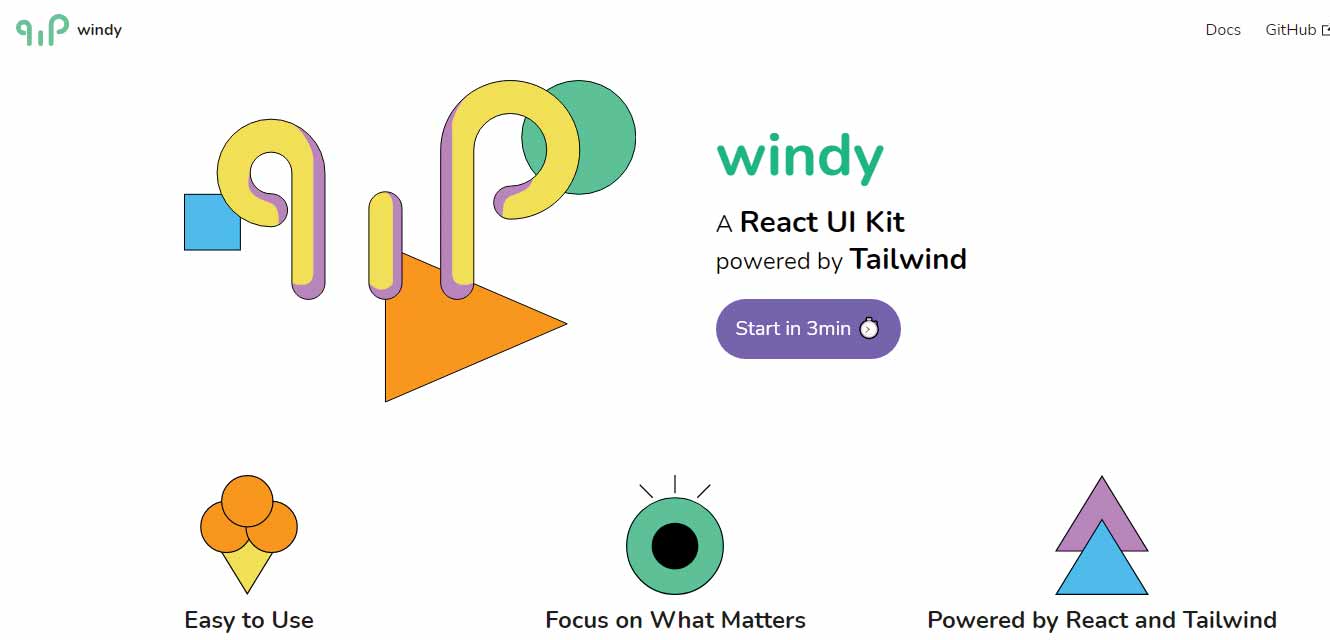 windy
Docs
GitHub
windy
A React UI Kit
powered by Tailwind
Start in 3min
Easy to Use
Focus on What Matters
Powered by React and Tailwind